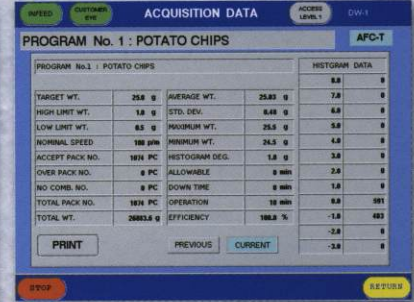 INFEED CUSTOMER EYE ACQUISITION DATA ACCESS LEVEL 1 DW-1
PROGRAM No. 1 : POTATO CHIPS AFC-T
PROGRAM No.1 : POTATO CHIPS HISTGRAM DATA
8.0 0
TARGET WT. 25.0 g AVERAGE WT. 25.03 g 7.0 0
HIGH LIMIT WT. 1.0 g STD. DEV. 0.40 g 6.0 0
LOW LIMIT WT. 0.5 g MAXIMUM WT. 25.5 g 5.0 0
NOMINAL SPEED 180 p/m MINIMUM WT. 24.5 g 4.0 0
ACCEPT PACK NO. 1074 PC HISTOGRAM DEG. 1.0 g 3.0 0
OVER PACK NO. 0 PC ALLOWABLE 0 min 2.0 0
NO COMB. NO. 0 PC DOWN TIME 0 min 1.0 0
TOTAL PACK NO. 1074 PC OPERATION 10 min 0.0 591
TOTAL WT. 26883.6 g EFFICIENCY 100.0 % -1.0 483
-2.0 0
PRINT PREVIOUS CURRENT -3.0 0
STOP RETURN